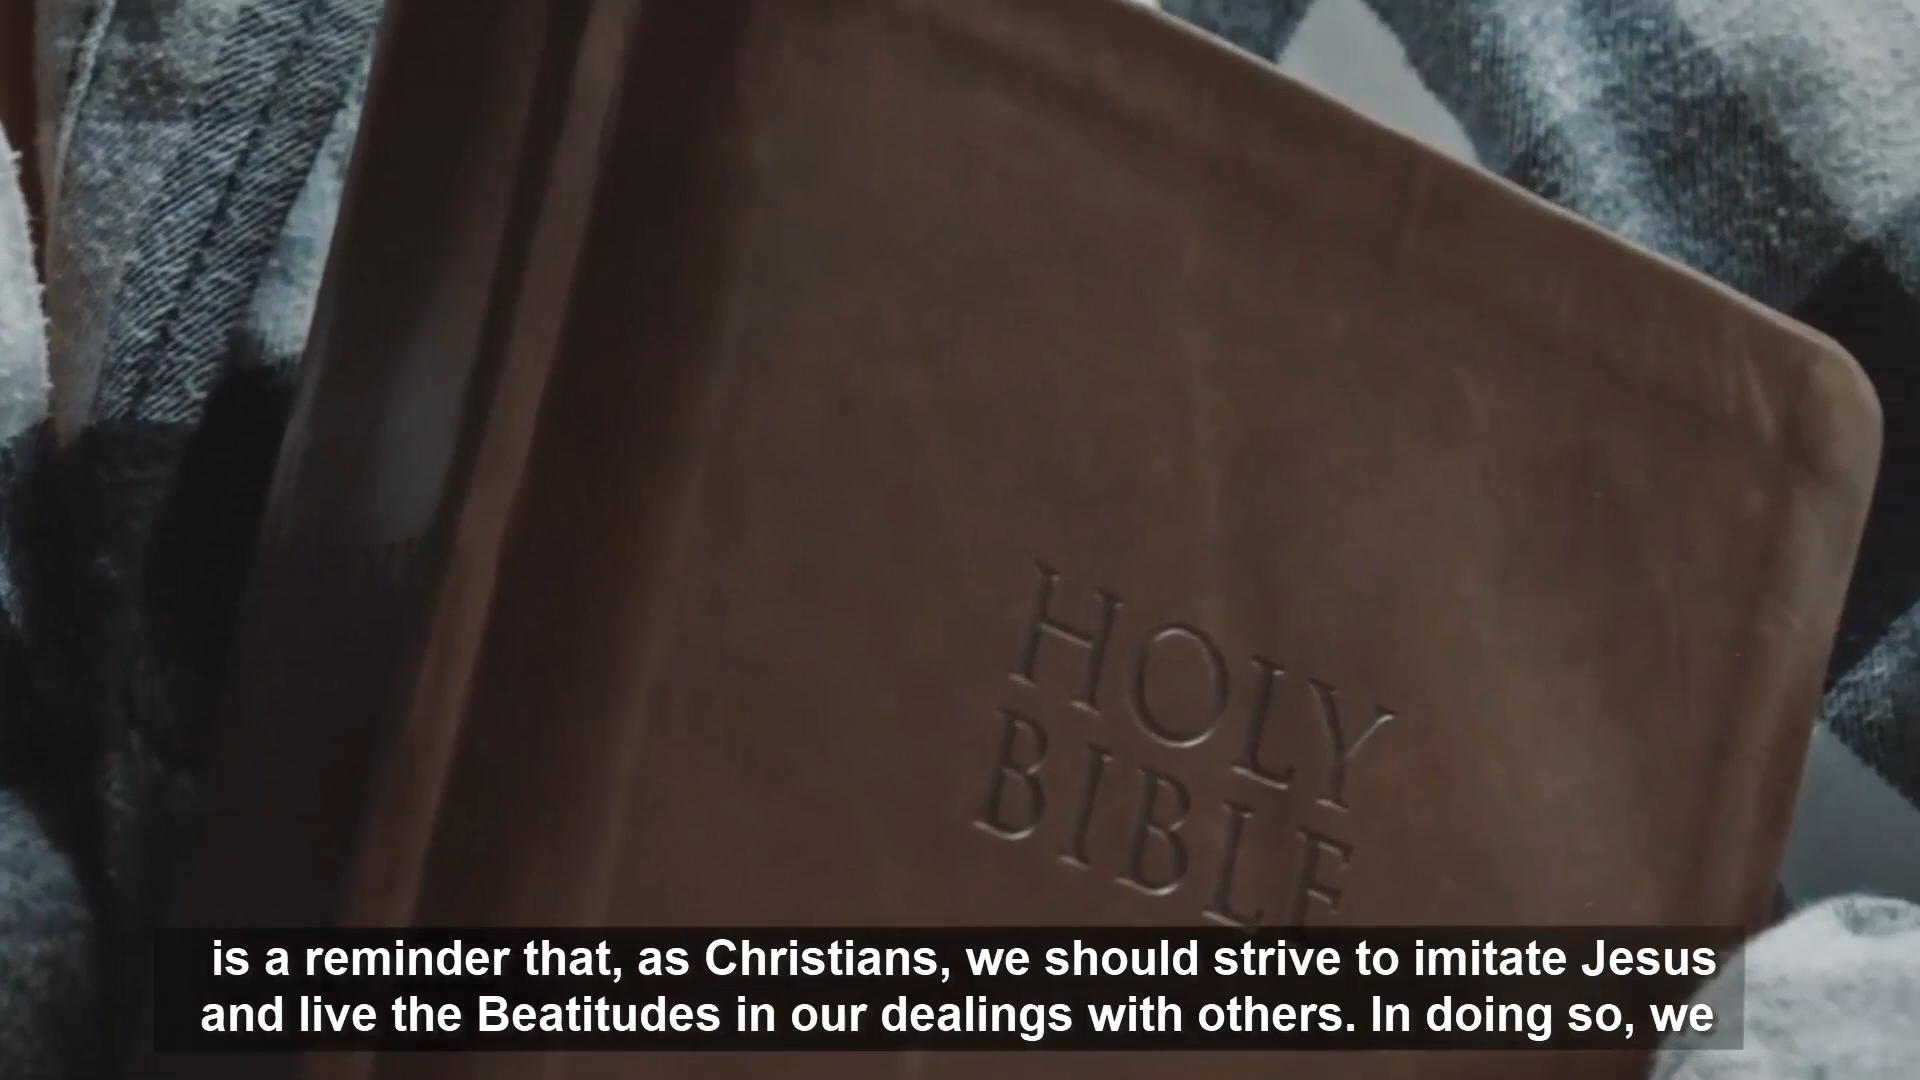 HOLY
BIBLE
is a reminder that, as Christians, we should strive to imitate Jesus
and live the Beatitudes in our dealings with others. In doing so, we